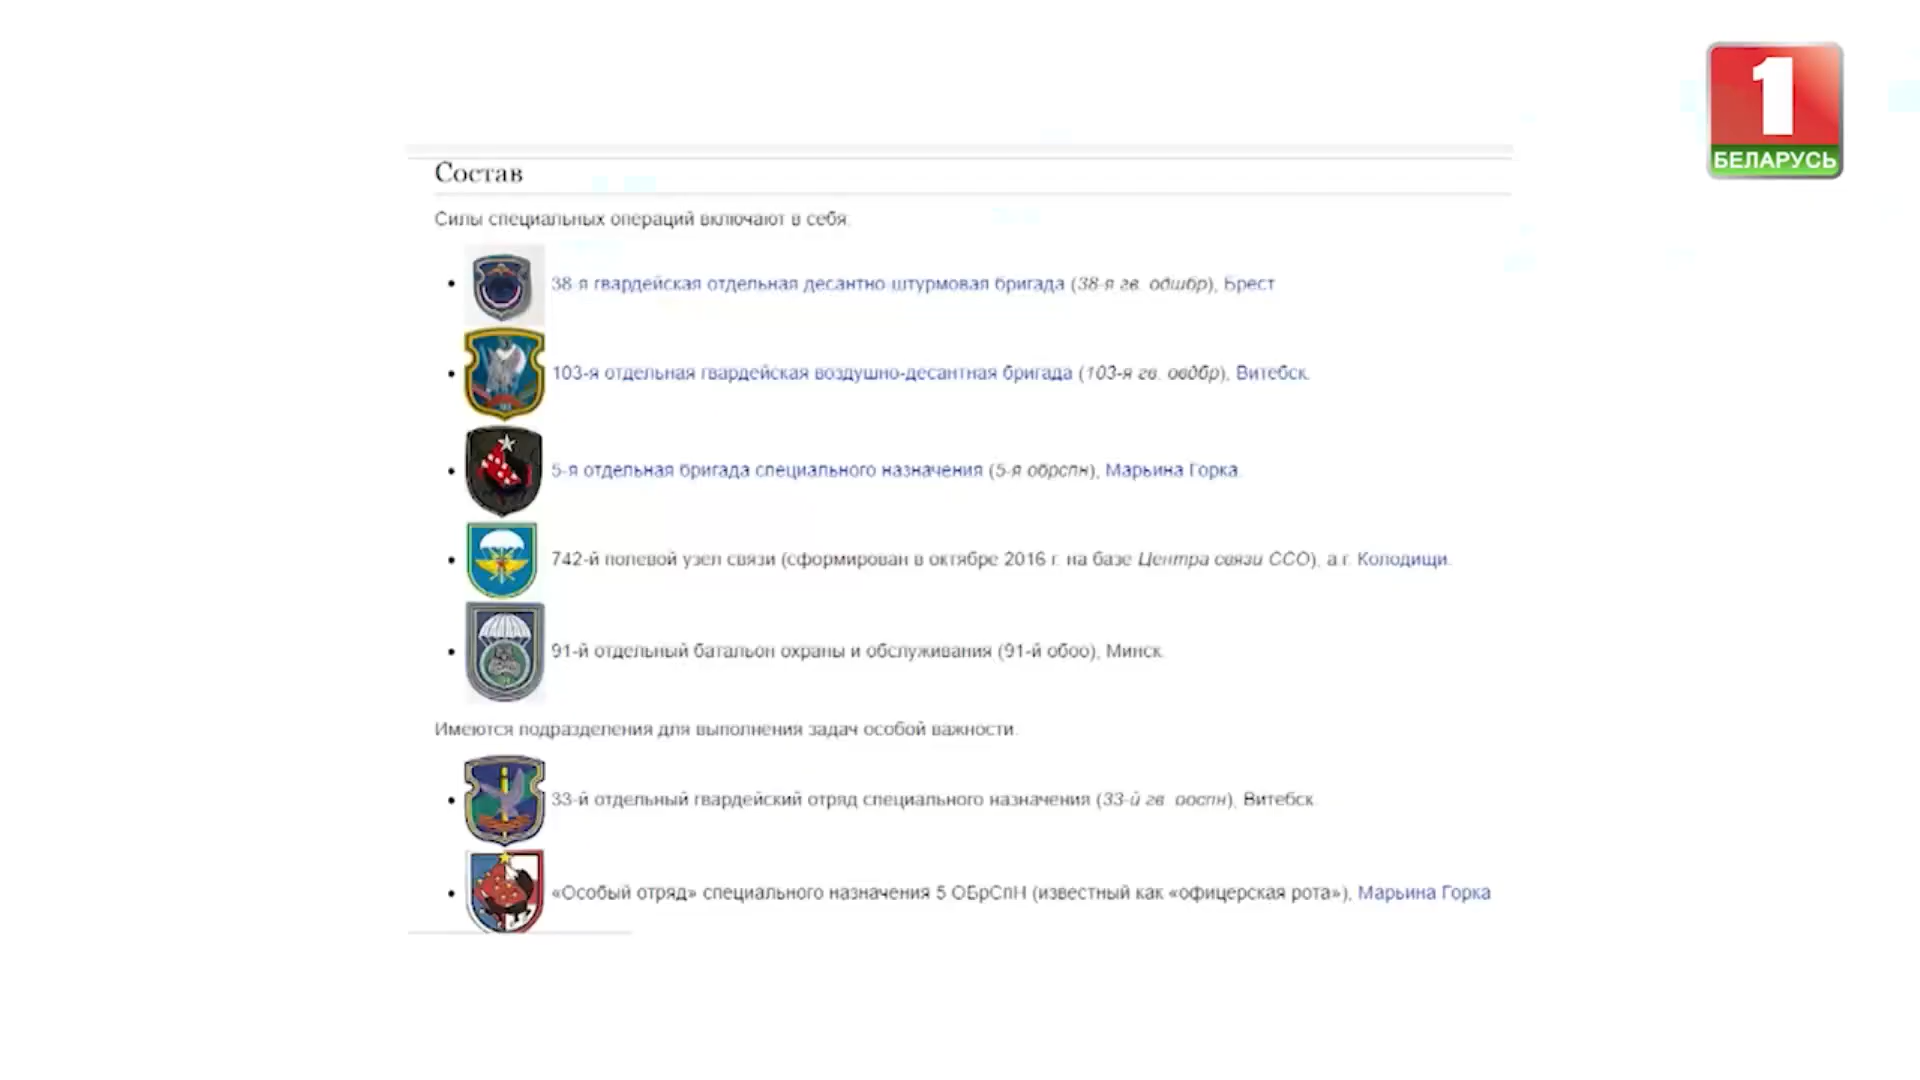 1
БЕЛАРУСЬ
Состав
Силы специальных операций включают в себя:
38-я гвардейская отдельная десантно-штурмовая бригада (38-я гв. одшбр), Брест
103-я отдельная гвардейская воздушно-десантная бригада (103-я гв. овдбр), Витебск.
5-я отдельная бригада специального назначения (5-я обрспн), Марьина Горка.
742-й полевой узел связи (сформирован в октябре 2016 г. на базе Центра связи ССО), а.г. Колодищи.
91-й отдельный батальон охраны и обслуживания (91-й обоо), Минск.
Имеются подразделения для выполнения задач особой важности.
33-й отдельный гвардейский отряд специального назначения (33-й гв. ооспн), Витебск.
«Особый отряд» специального назначения 5 ОБрСпН (известный как «офицерская рота»), Марьина Горка